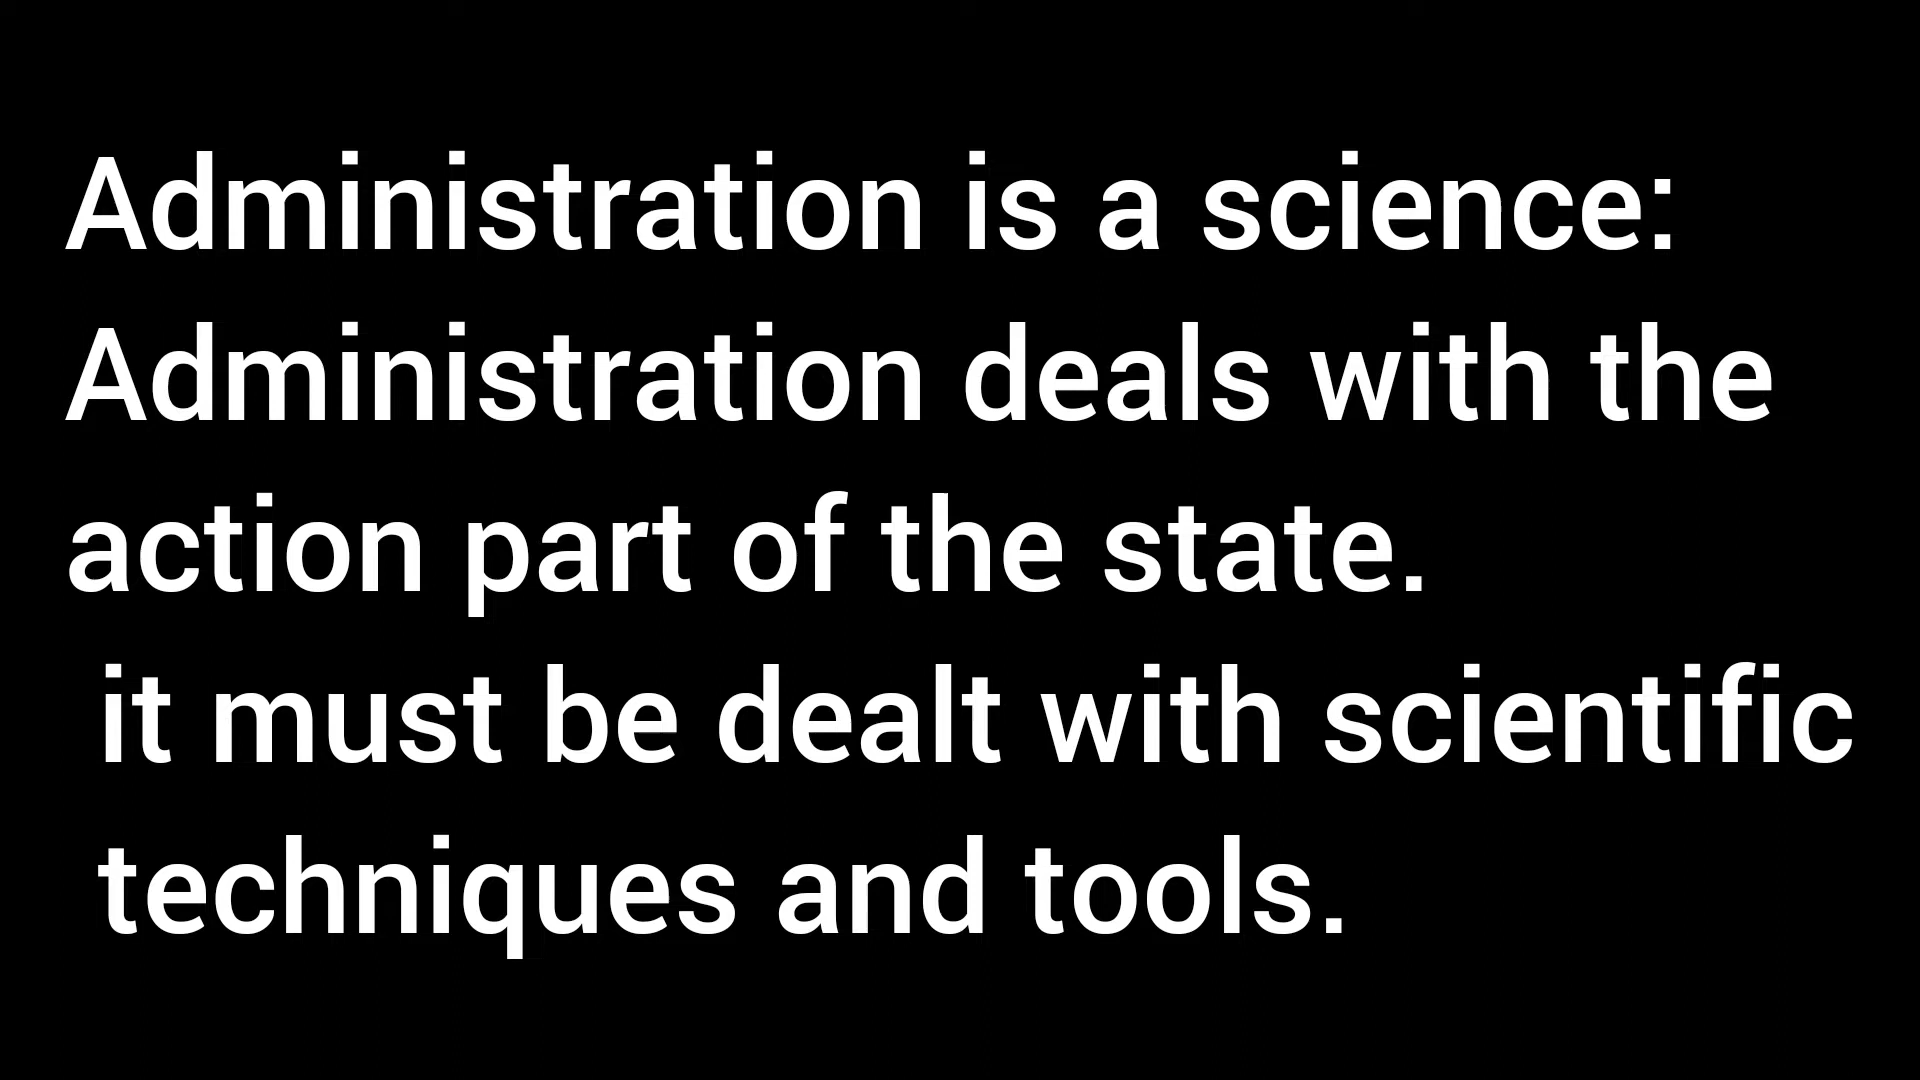 Administration is a science:
Administration deals with the
action part of the state.
it must be dealt with scientific
techniques and tools.